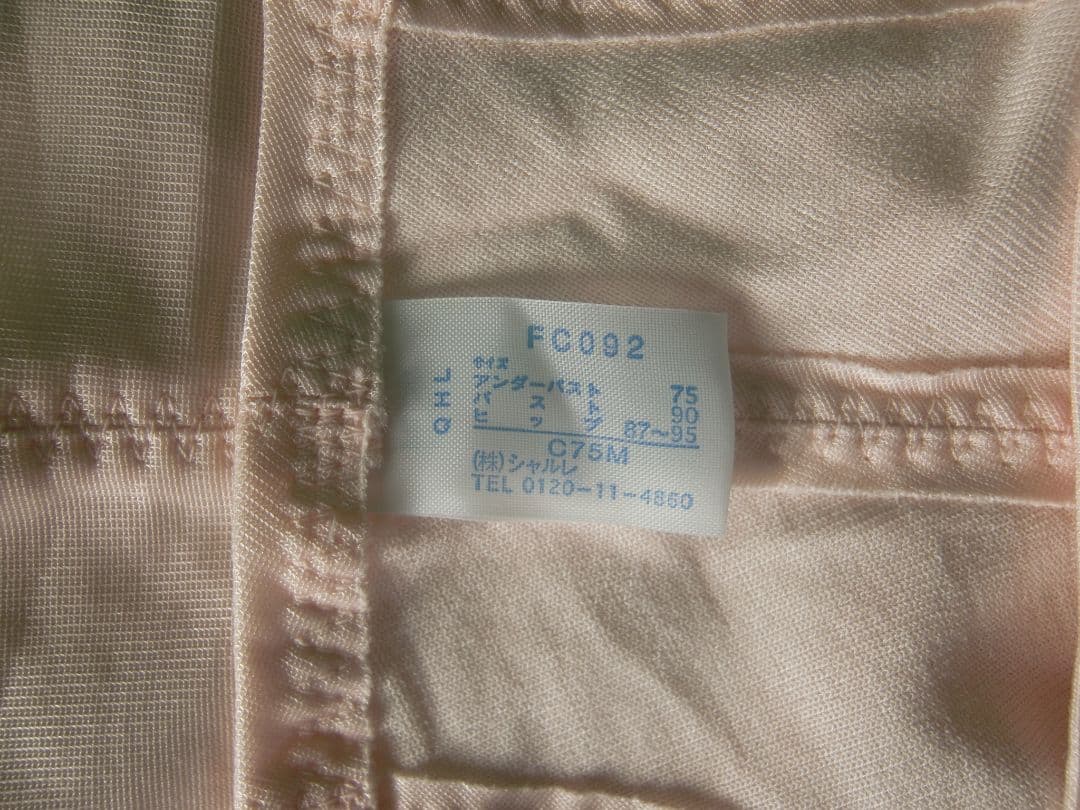 FC092
サイズ
アンダーバスト 75
バスト 90
ヒップ 87~95
C75M
(株)シャルレ
TEL 0120-11-4860
QHL